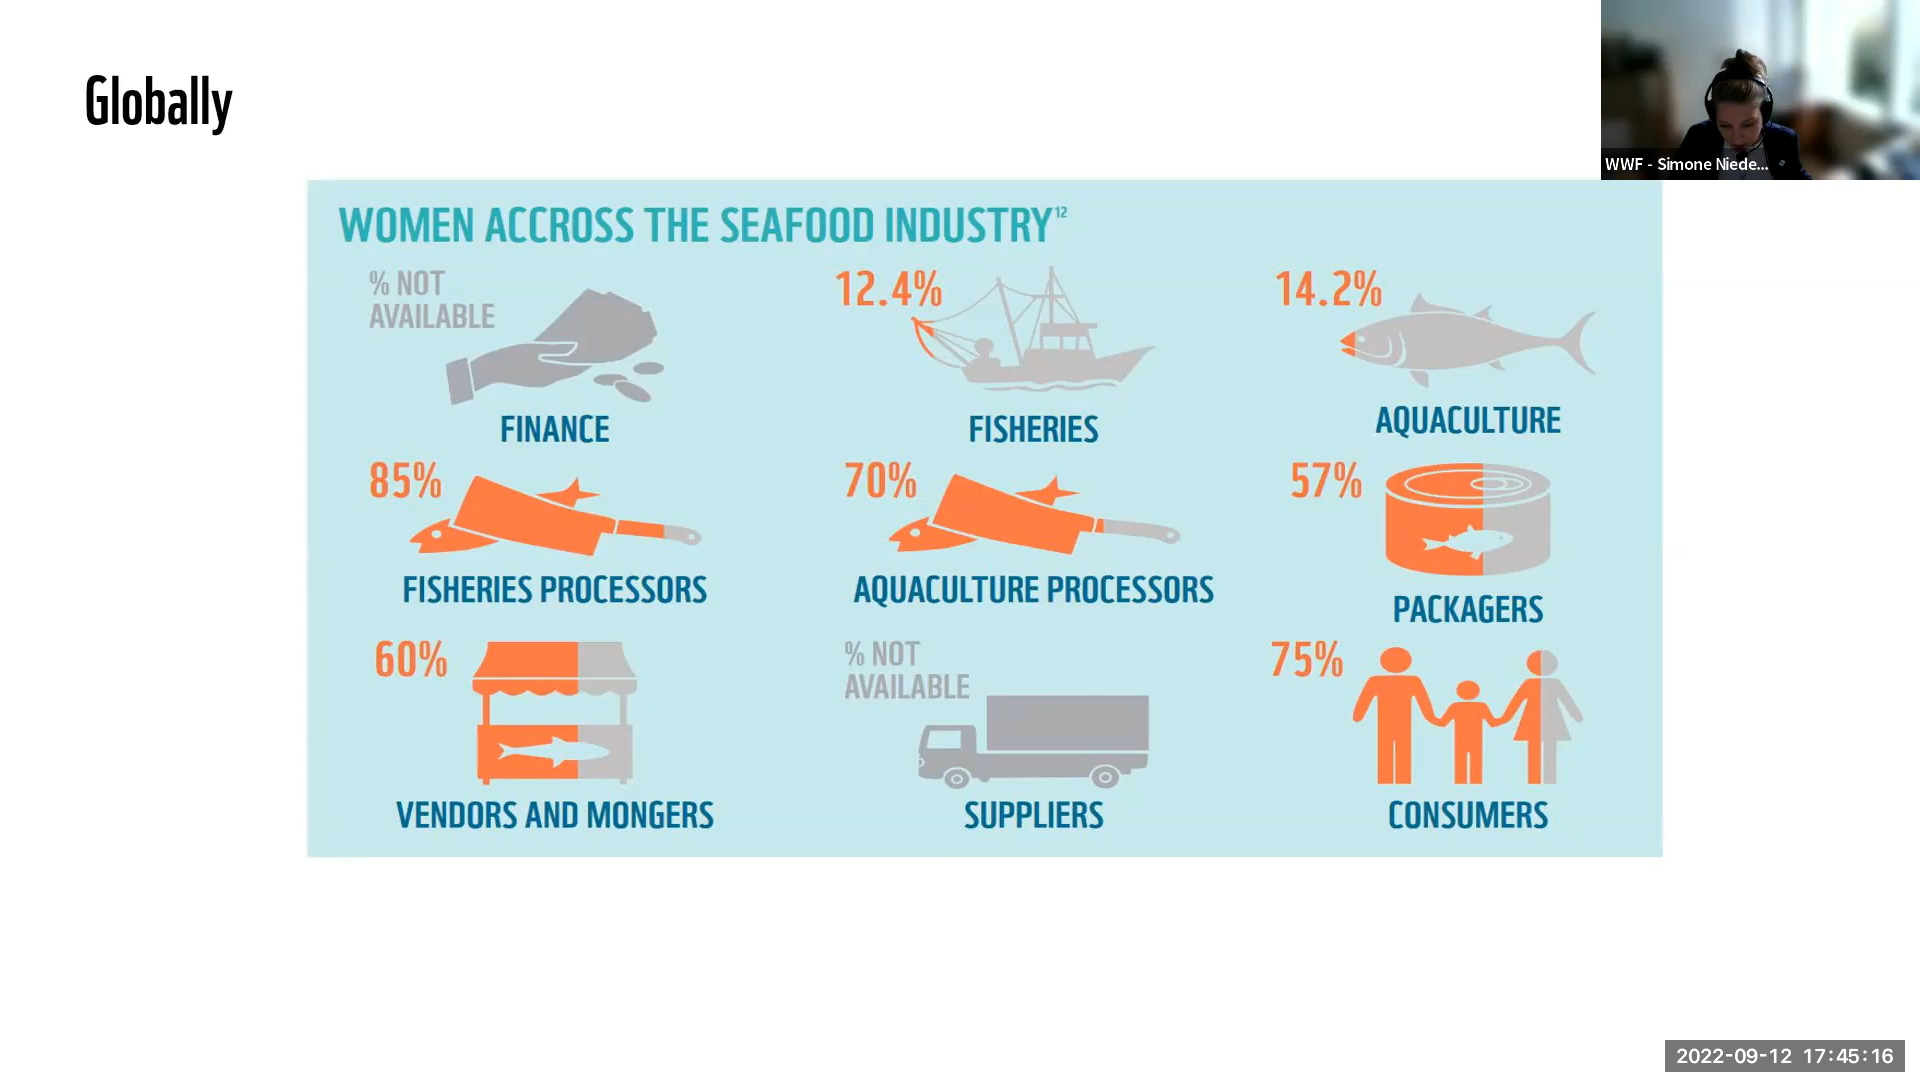 Globally
WWF - Simone Niede...
WOMEN ACCROSS THE SEAFOOD INDUSTRY12
% NOT
AVAILABLE
FINANCE
12.4%
FISHERIES
14.2%
AQUACULTURE
85%
FISHERIES PROCESSORS
70%
AQUACULTURE PROCESSORS
57%
PACKAGERS
60%
VENDORS AND MONGERS
% NOT
AVAILABLE
SUPPLIERS
75%
CONSUMERS
2022-09-12 17:45:16